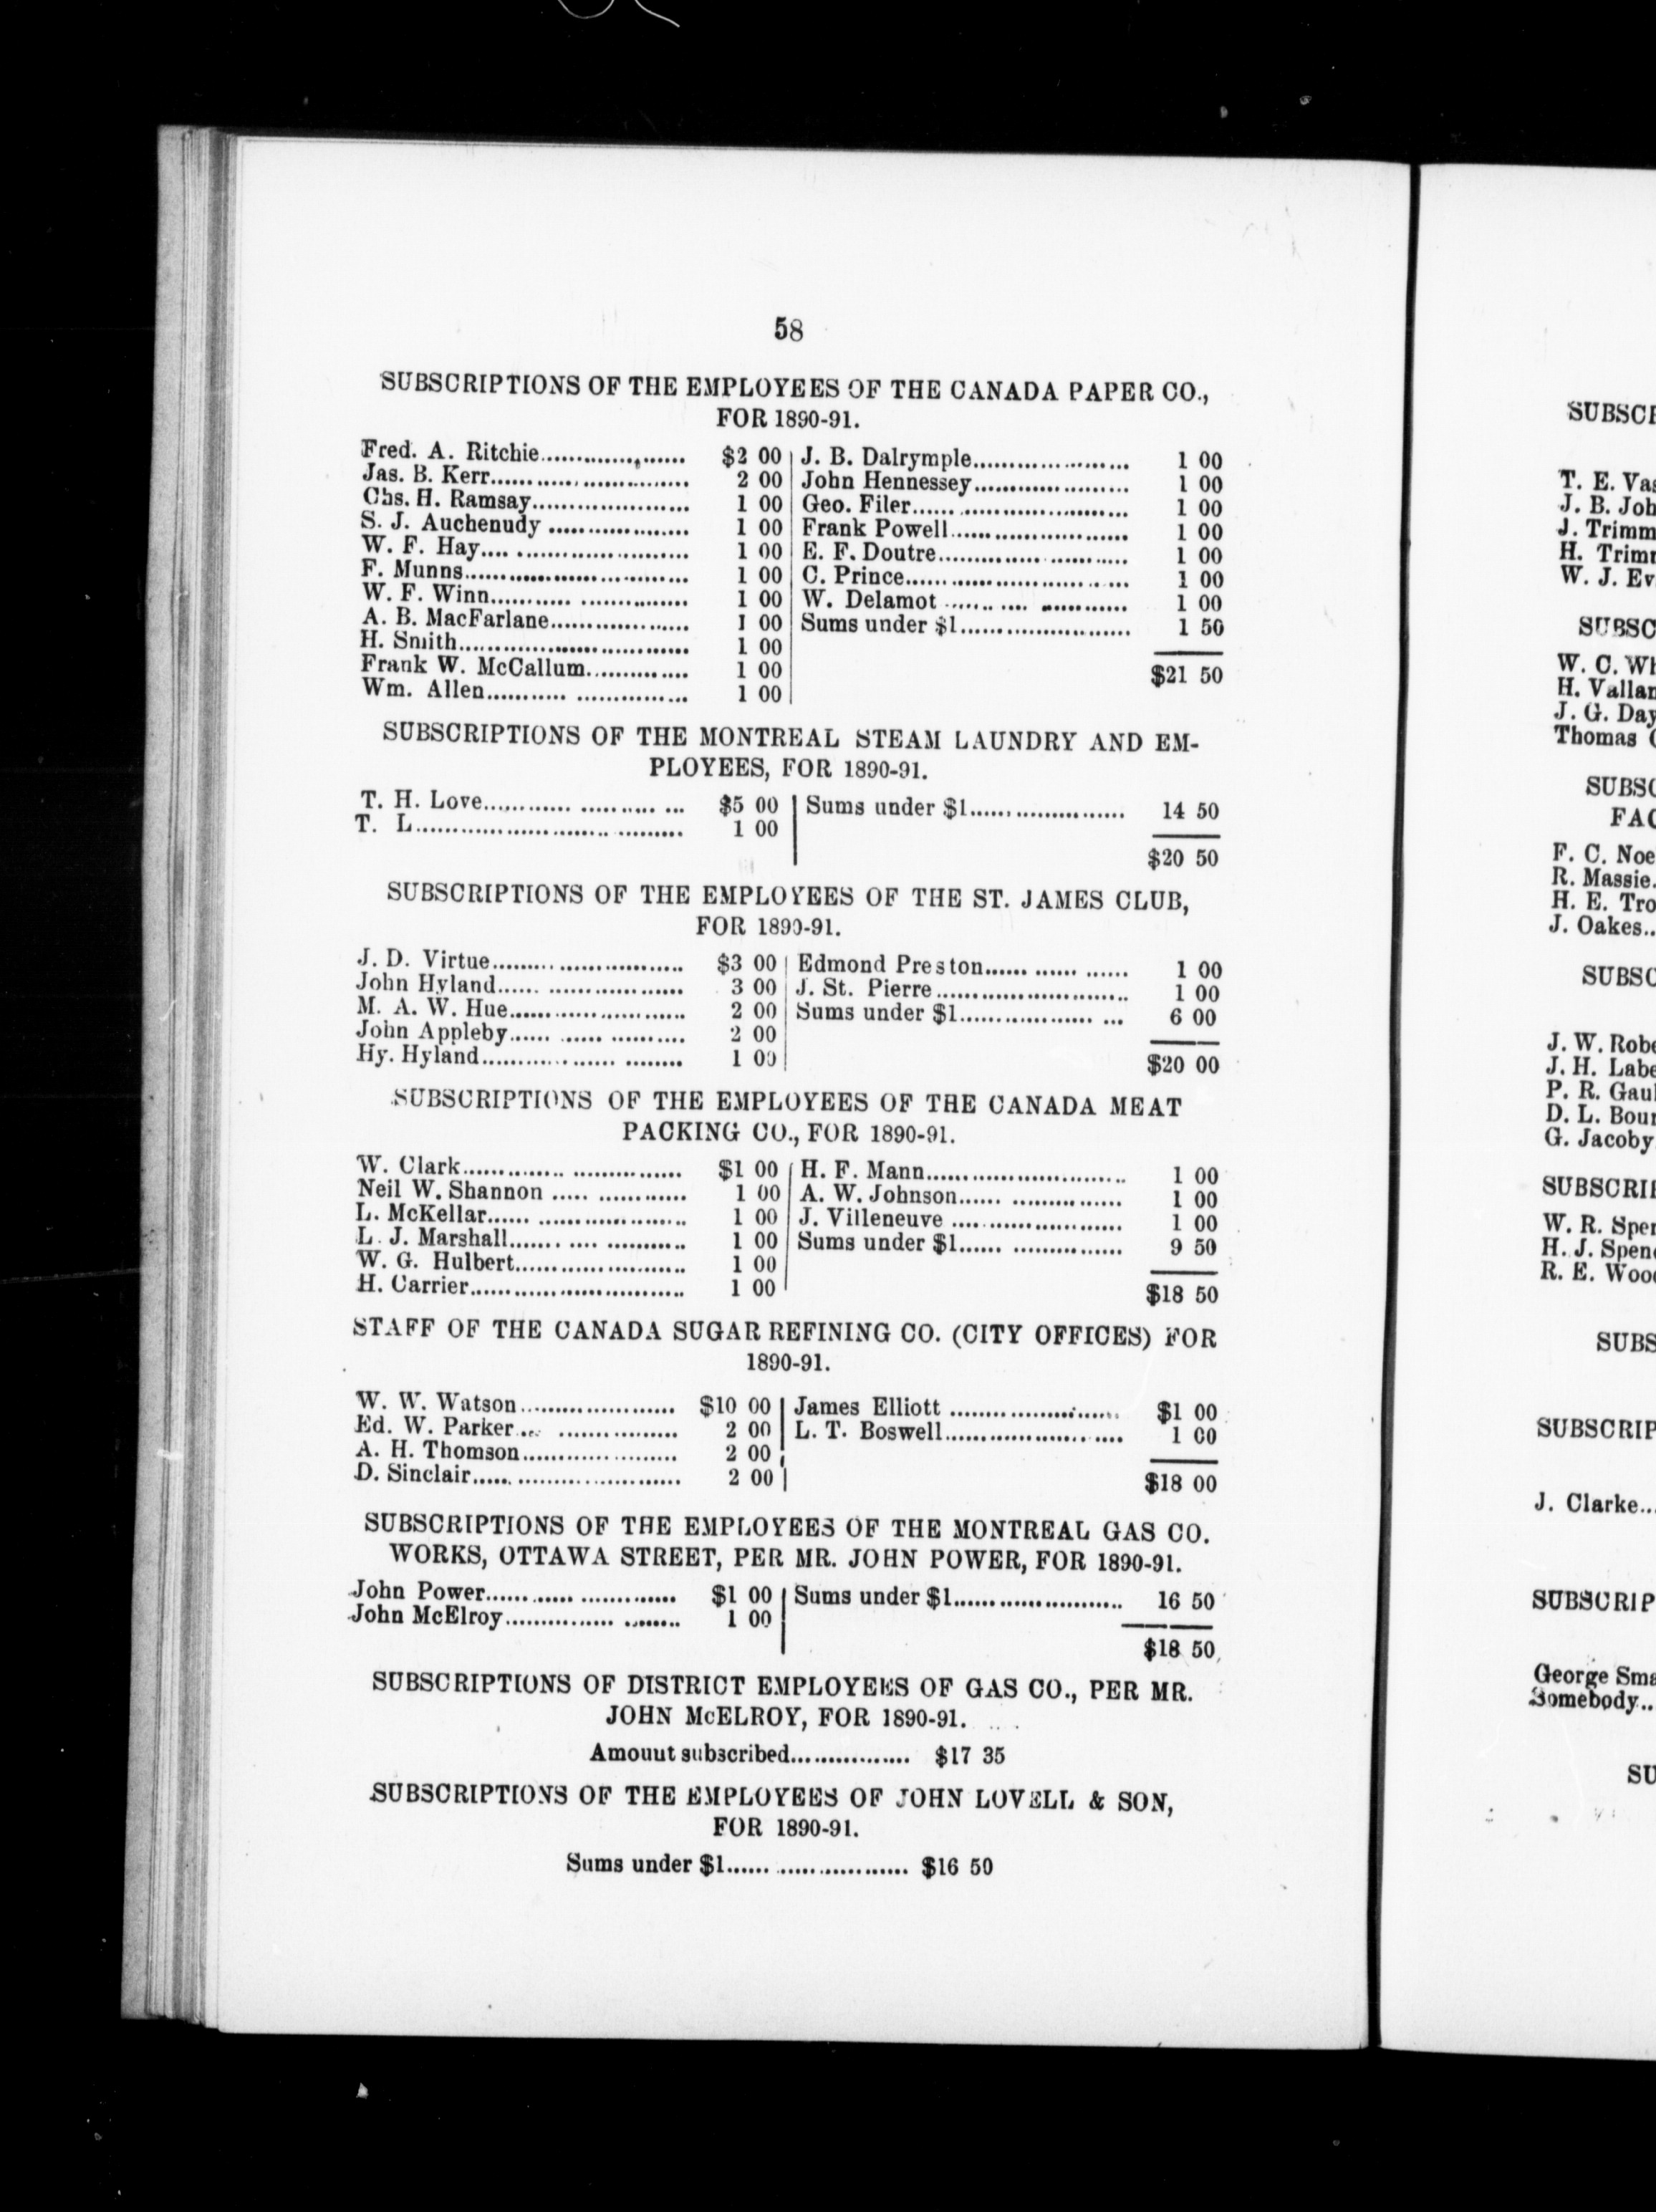 58
SUBSCRIPTIONS OF THE EMPLOYEES OF THE CANADA PAPER CO.,
FOR 1890-91.
Fred. A. Ritchie.................... $2 00
Jas. B. Kerr.......................... 2 00
Chs. H. Ramsay...................... 1 00
S. J. Auchenudy .................. 1 00
W. F. Hay.... ...................... 1 00
F. Munns............................. 1 00
W. F. Winn........... .............. 1 00
A. B. MacFarlane.................. 1 00
H. Smith.............................. 1 00
Frank W. McCallum............. 1 00
Wm. Allen........... .............. 1 00
J. B. Dalrymple...................... 1 00
John Hennessey...................... 1 00
Geo. Filer...... ....................... 1 00
Frank Powell......................... 1 00
E. F. Doutre.......................... 1 00
C. Prince.............................. 1 00
W. Delamot ....... .... ............ 1 00
Sums under $1........................ 1 50
$21 50
SUBSCRIPTIONS OF THE MONTREAL STEAM LAUNDRY AND EM-
PLOYEES, FOR 1890-91.
T. H. Love............ .......... ... $5 00
T. L.................................... 1 00
Sums under $1...................... 14 50
$20 50
SUBSCRIPTIONS OF THE EMPLOYEES OF THE ST. JAMES CLUB,
FOR 1890-91.
J. D. Virtue.......................... $3 00
John Hyland...... ................... 3 00
M. A. W. Hue........................ 2 00
John Appleby...... ...... .......... 2 00
Hy. Hyland................... ........ 1 00
Edmond Preston...... ...... ...... 1 00
J. St. Pierre.......................... 1 00
Sums under $1.................. ... 6 00
$20 00
SUBSCRIPTIONS OF THE EMPLOYEES OF THE CANADA MEAT
PACKING CO., FOR 1890-91.
W. Clark.............. ............... $1 00
Neil W. Shannon ..... ............ 1 00
L. McKellar...... ..................... 1 00
L. J. Marshall....... .... ........... 1 00
W. G. Hulbert........................ 1 00
H. Carrier.............................. 1 00
H. F. Mann............................ 1 00
A. W. Johnson...... ............... 1 00
J. Villeneuve ........................ 1 00
Sums under $1...... ............... 9 50
$18 50
STAFF OF THE CANADA SUGAR REFINING CO. (CITY OFFICES) FOR
1890-91.
W. W. Watson..................... $10 00
Ed. W. Parker... ................ 2 00
A. H. Thomson..................... 2 00
D. Sinclair...... ....................... 2 00
James Elliott ........................ $1 00
L. T. Boswell......................... 1 00
$18 00
SUBSCRIPTIONS OF THE EMPLOYEES OF THE MONTREAL GAS CO.
WORKS, OTTAWA STREET, PER MR. JOHN POWER, FOR 1890-91.
John Power...... ...... ............. $1 00
John McElroy............... ........ 1 00
Sums under $1........................ 16 50
$18 50
SUBSCRIPTIONS OF DISTRICT EMPLOYEES OF GAS CO., PER MR.
JOHN McELROY, FOR 1890-91.
Amouut subscribed................ $17 35
SUBSCRIPTIONS OF THE EMPLOYEES OF JOHN LOVELL & SON,
FOR 1890-91.
Sums under $1...... ................... $16 50
T. E.
J. B.
J. Trimm
H.
W. J.
W. C.
H.
J. G.
Thomas
F. C.
R. Massie.
H. E.
J. Oakes..
J. W.
J. H.
P. R.
D. L.
G. Jacoby
W. R.
H. J.
R. E.
J. Clarke...
George
Somebody..